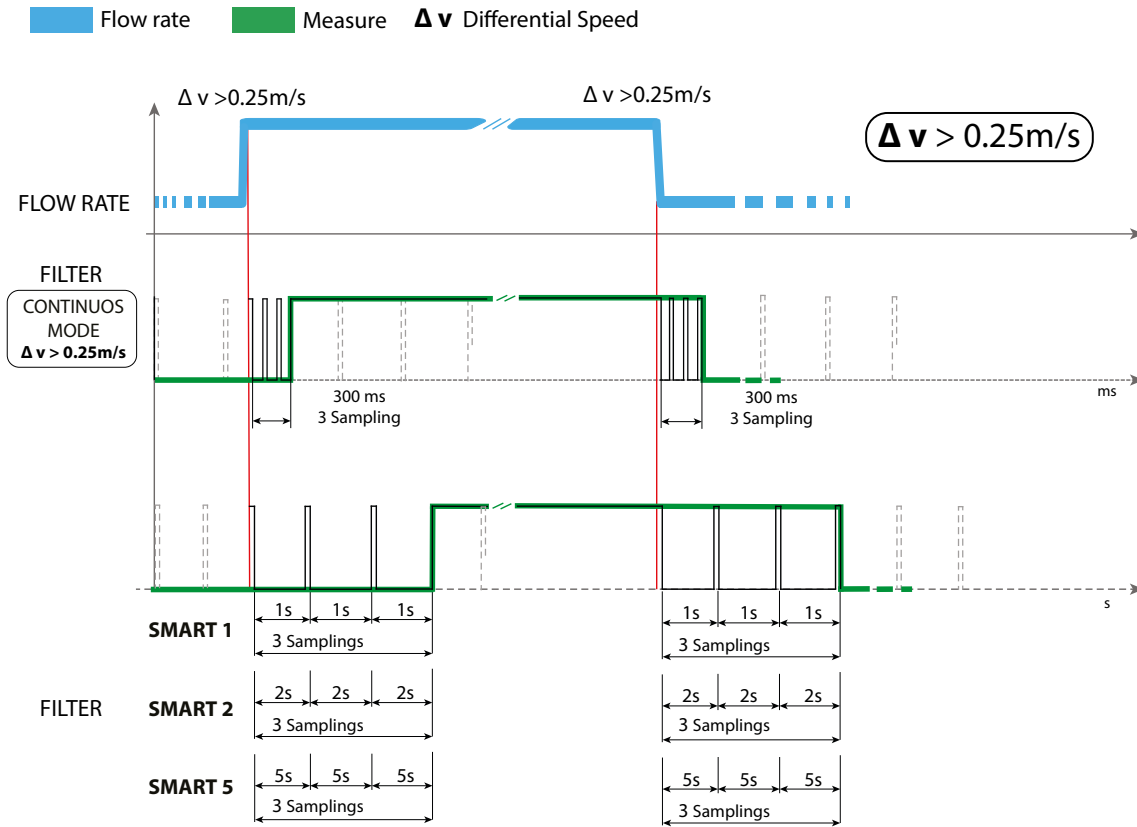 Flow rate
Measure
Δ v Differential Speed
Δ v >0.25m/s
Δ v >0.25m/s
Δ v > 0.25m/s
FLOW RATE
FILTER
CONTINUOS
MODE
Δ v > 0.25m/s
300 ms
3 Sampling
300 ms
3 Sampling
ms
s
SMART 1
1s
1s
1s
3 Samplings
1s
1s
1s
3 Samplings
FILTER
SMART 2
2s
2s
2s
3 Samplings
2s
2s
2s
3 Samplings
SMART 5
5s
5s
5s
3 Samplings
5s
5s
5s
3 Samplings